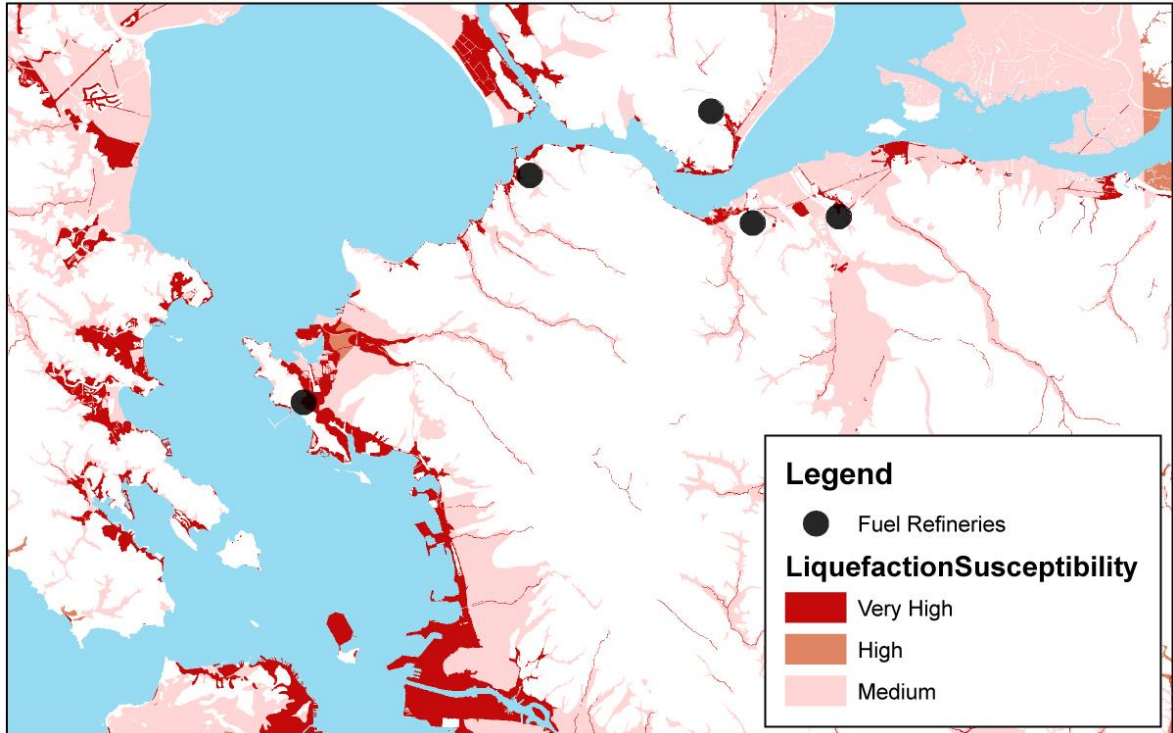 Legend
Fuel Refineries
LiquefactionSusceptibility
Very High
High
Medium